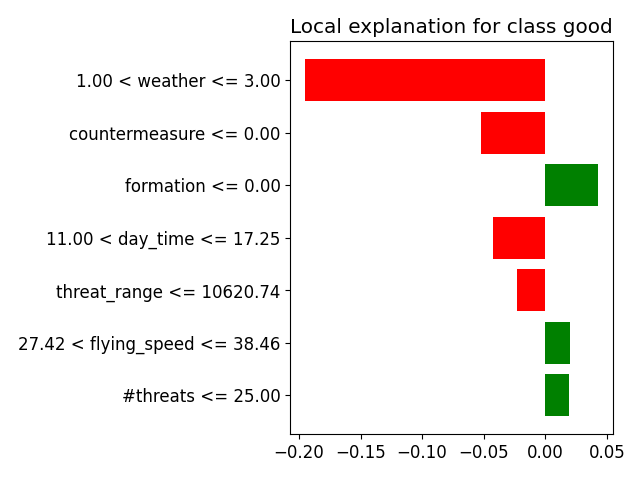 Local explanation for class good
1.00 < weather <= 3.00
countermeasure <= 0.00
formation <= 0.00
11.00 < day_time <= 17.25
threat_range <= 10620.74
27.42 < flying_speed <= 38.46
#threats <= 25.00
−0.20 −0.15 −0.10 −0.05 0.00 0.05